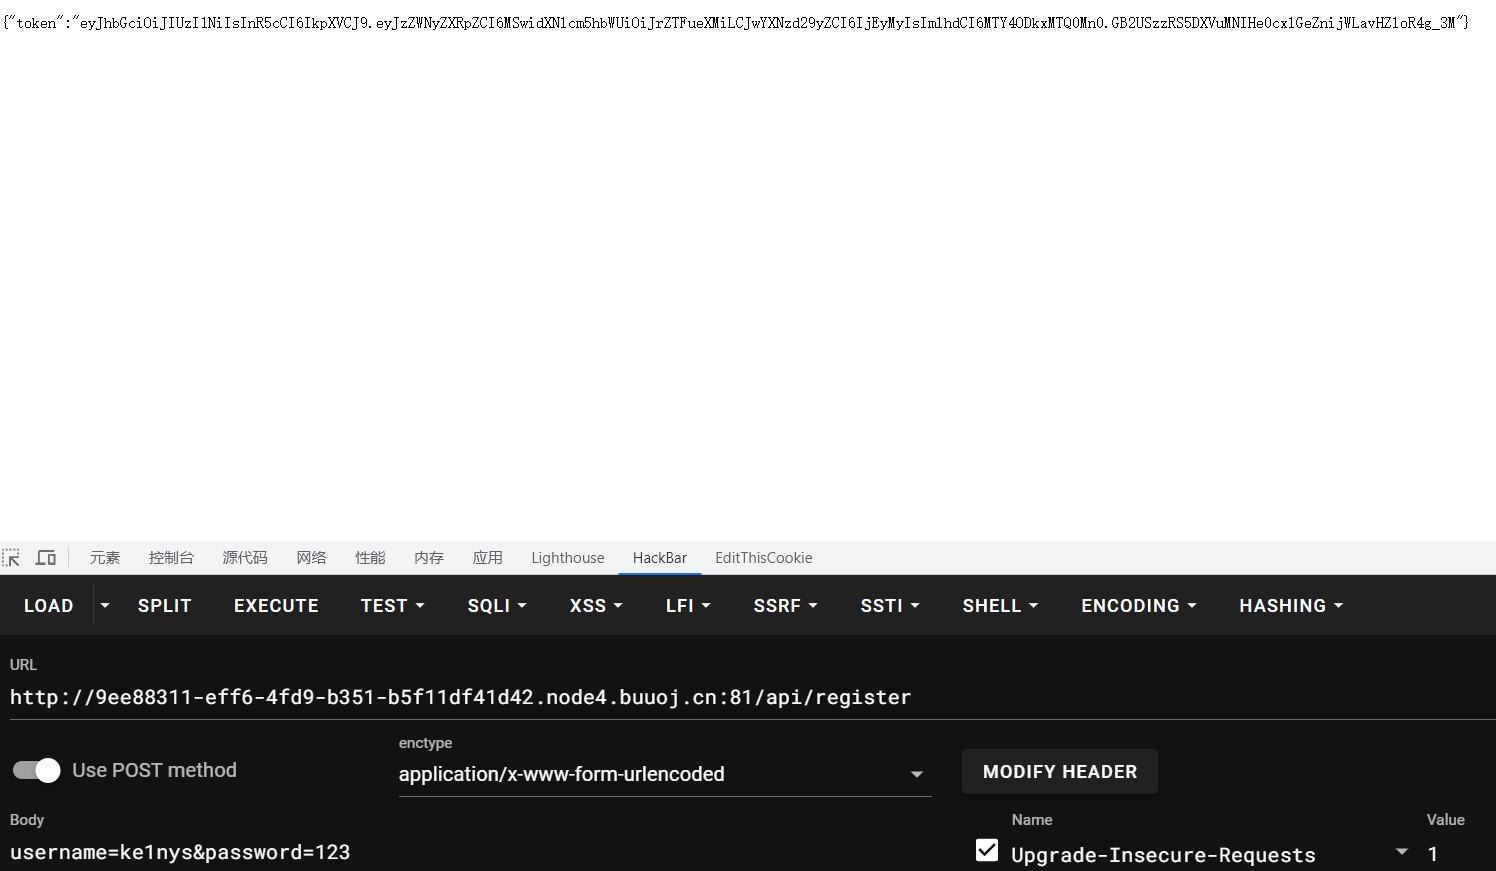 {"token":"eyJhbGciOiJIUzI1NiIsInR5cCI6IkpXVCJ9.eyJzZWNyZXRpZCI6MSwidXNlcm5hbWUiOiJrZTFueXMiLCJwYXNzd29yZCI6IjEyMyIsImlhdCI6MTY4ODkxMTQ0Mn0.GB2USzzRS5DXVuMNIHe0cx1GeZnijWLavHZ1oR4g_3M"}
元素 控制台 源代码 网络 性能 内存 应用 Lighthouse HackBar EditThisCookie
LOAD SPLIT EXECUTE TEST SQLI XSS LFI SSRF SSTI SHELL ENCODING HASHING
URL
http://9ee88311-eff6-4fd9-b351-b5f11df41d42.node4.buuoj.cn:81/api/register
enctype
Use POST method application/x-www-form-urlencoded MODIFY HEADER
Body Name Value
username=ke1nys&password=123 Upgrade-Insecure-Requests 1